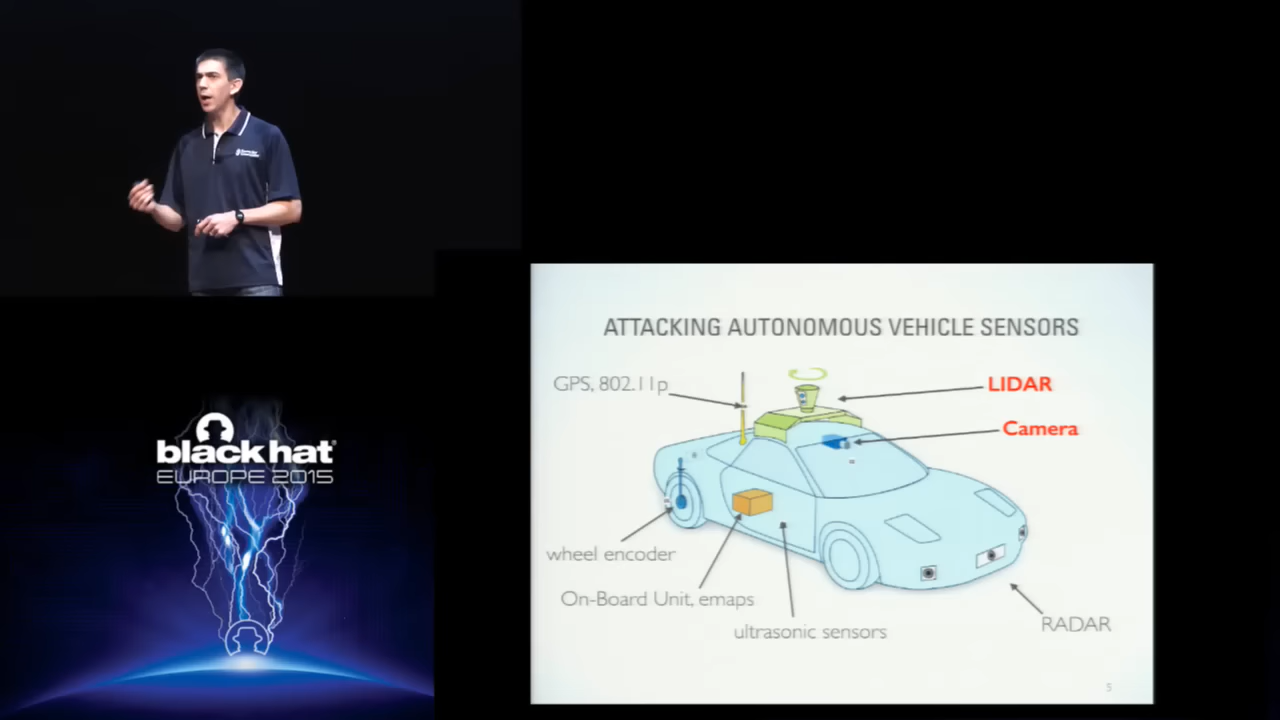 black hat
EUROPE 2015
ATTACKING AUTONOMOUS VEHICLE SENSORS
GPS, 802.11p
LIDAR
Camera
wheel encoder
On-Board Unit, emaps
ultrasonic sensors
RADAR
5